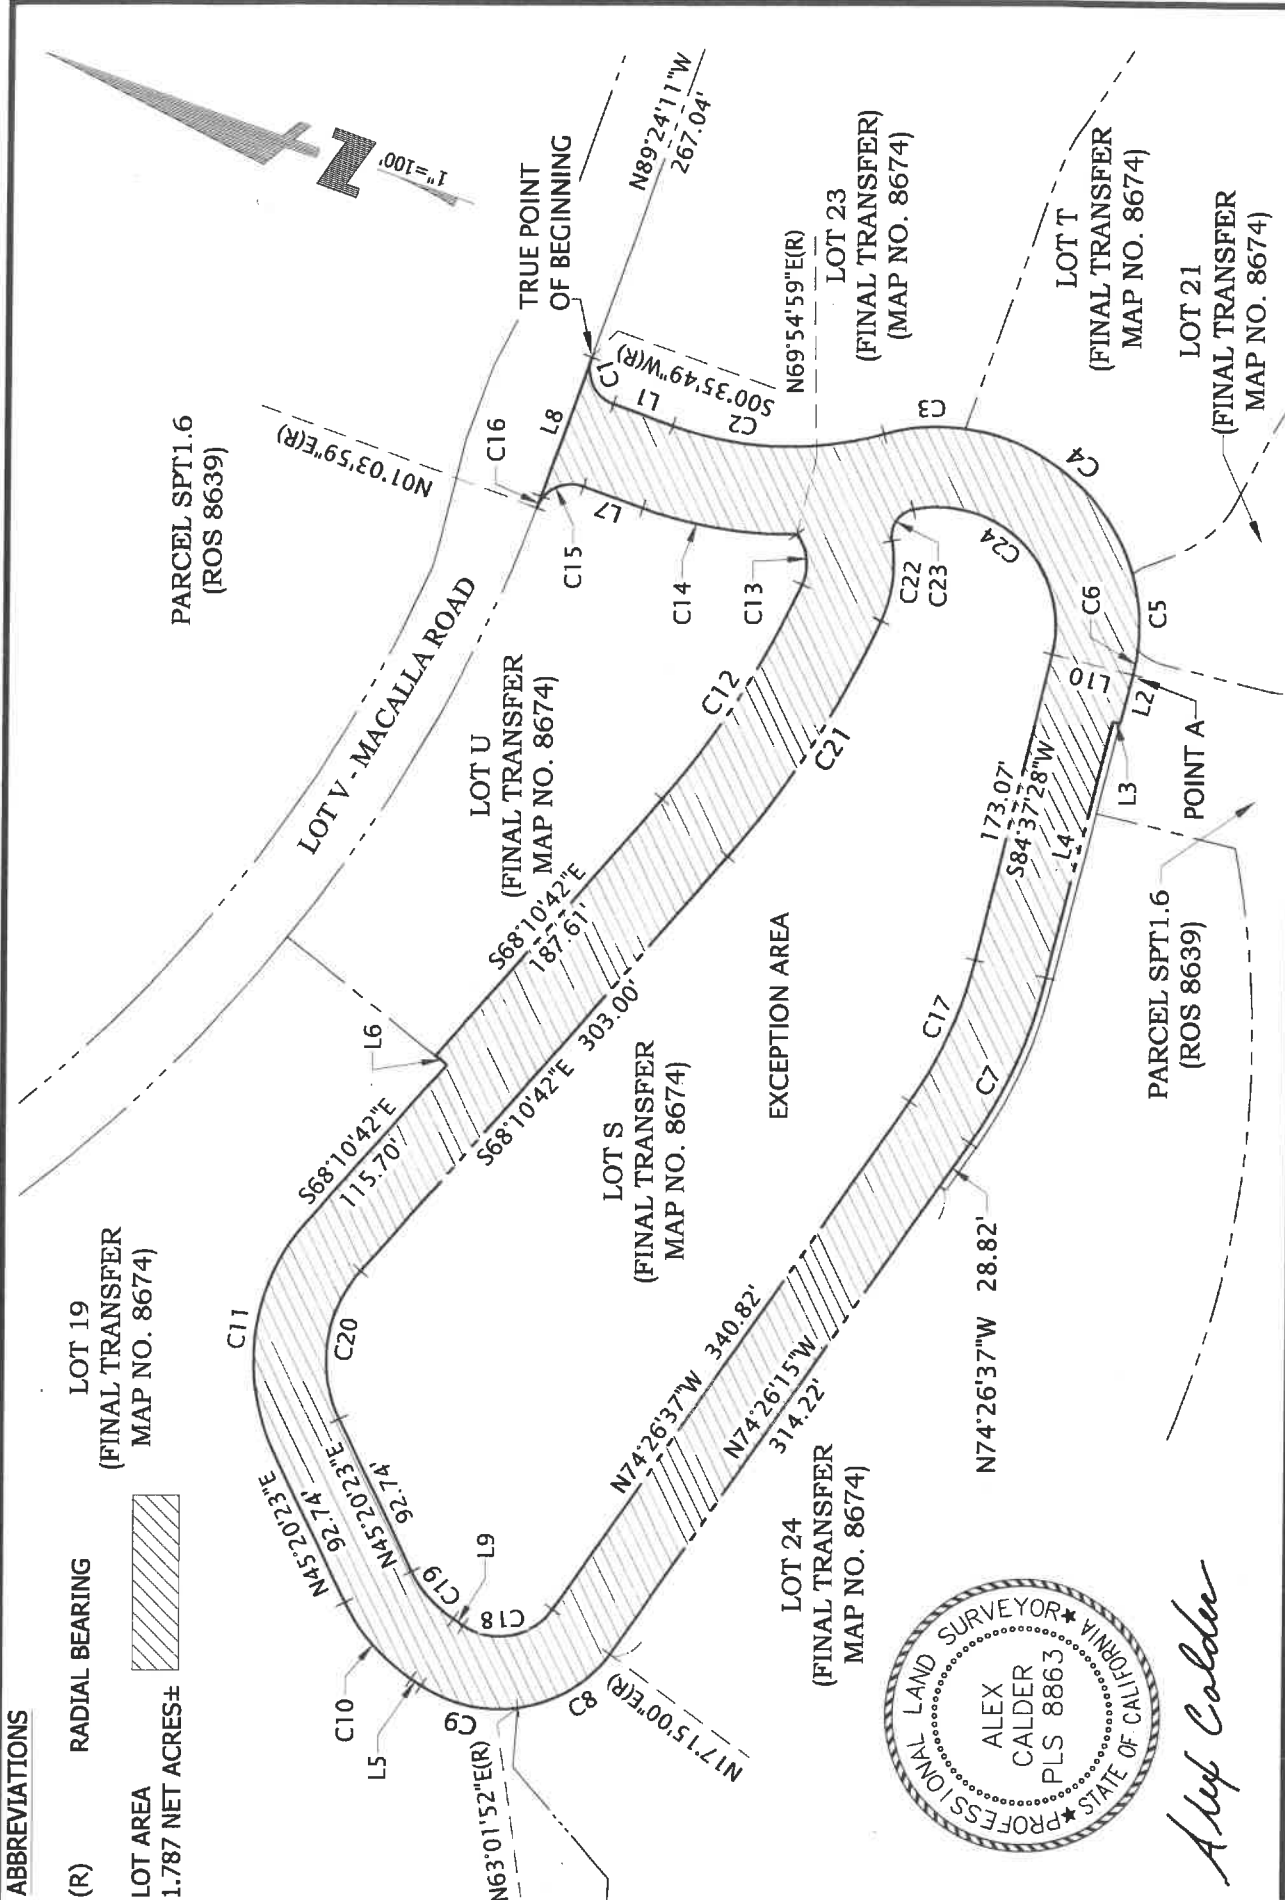 ABBREVIATIONS
(R) RADIAL BEARING
LOT AREA
1.787 NET ACRES±
LOT 19
(FINAL TRANSFER
MAP NO. 8674)
LOT V - MACALLA ROAD
PARCEL SPT1.6
(ROS 8639)
1"=100'
N01°03'59"E(R)
C16
L8
TRUE POINT
OF BEGINNING
N89°24'11"W
267.04'
C1
L1
C2
S00°35'49"W(R)
N69°54'59"E(R)
LOT 23
(FINAL TRANSFER)
(MAP NO. 8674)
C15
L7
C14
C13
LOT U
(FINAL TRANSFER
MAP NO. 8674)
C12
C21
C22
C23
C24
C3
C4
LOT T
(FINAL TRANSFER
MAP NO. 8674)
LOT 21
(FINAL TRANSFER
MAP NO. 8674)
C6
C5
L10
L2
L3
POINT A
L4
173.07'
S84°37'28"W
PARCEL SPT1.6
(ROS 8639)
L6
S68°10'42"E
187.61'
S68°10'42"E
115.70'
S68°10'42"E 303.00'
C11
C20
LOT S
(FINAL TRANSFER
MAP NO. 8674)
EXCEPTION AREA
C17
C7
N45°20'23"E
92.74'
N45°20'23"E
92.74'
C10
L5
C9
C19
L9
C18
C8
N63°01'52"E(R)
N17°15'00"E(R)
N74°26'37"W 340.82'
N74°26'15"W
314.22'
N74°26'37"W 28.82'
LOT 24
(FINAL TRANSFER
MAP NO. 8674)
PROFESSIONAL LAND SURVEYOR
ALEX
CALDER
PLS 8863
STATE OF CALIFORNIA
Alex Calder